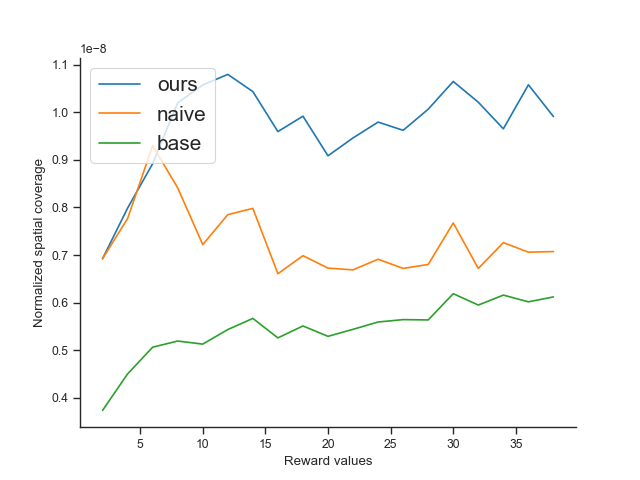 1e−8
1.1
1.0
0.9
0.8
0.7
0.6
0.5
0.4
Normalized spatial coverage
ours
naive
base
5 10 15 20 25 30 35
Reward values